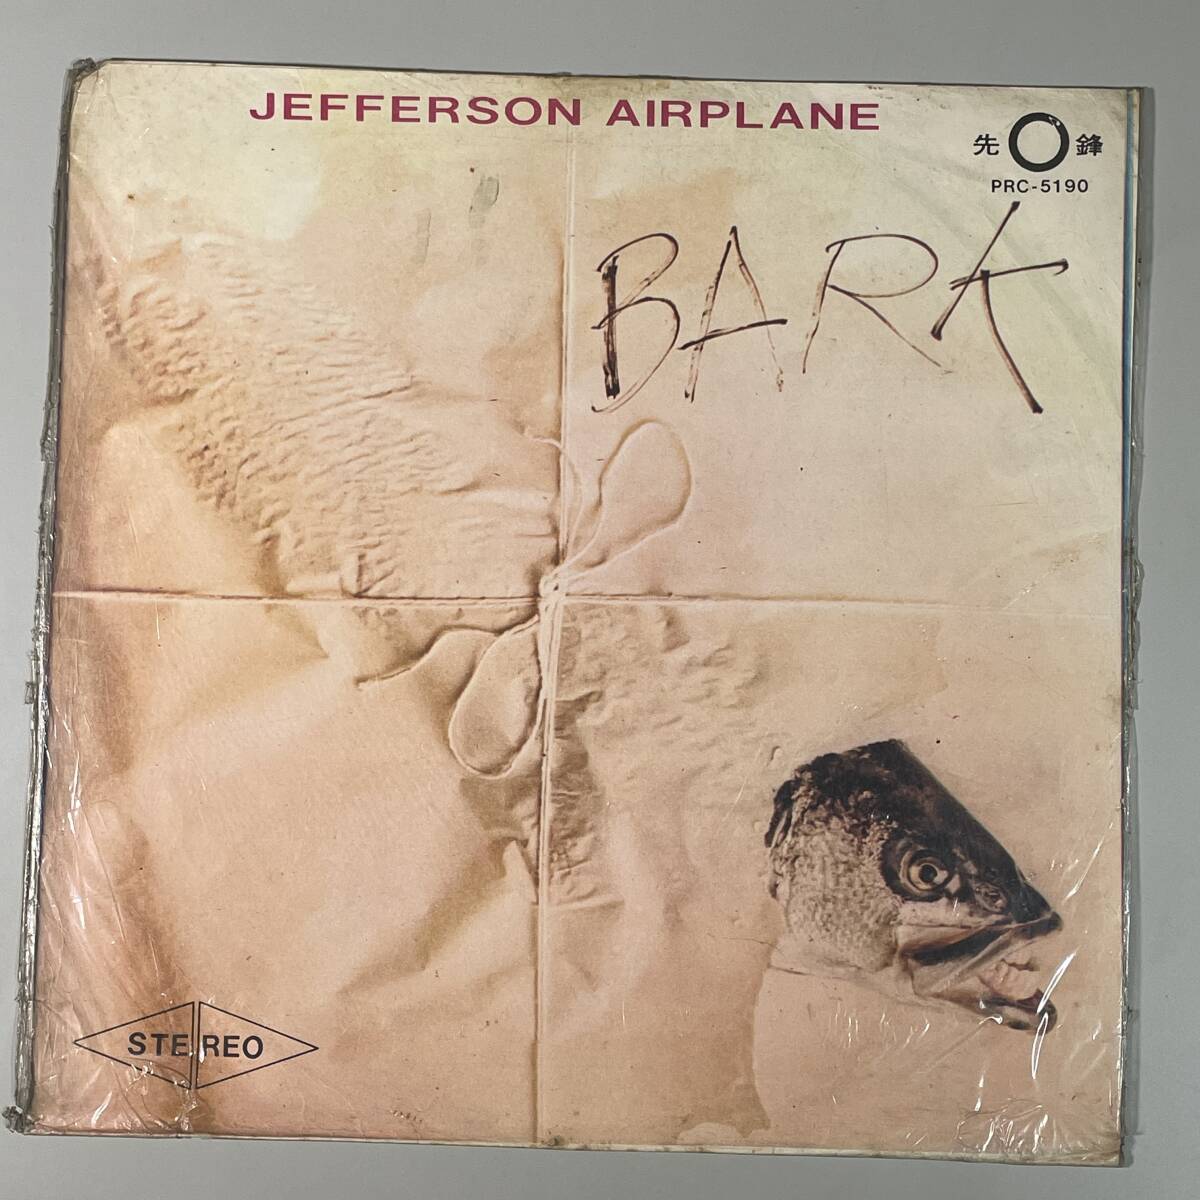 JEFFERSON AIRPLANE
先 鋒
PRC-5190
BARK
STEREO